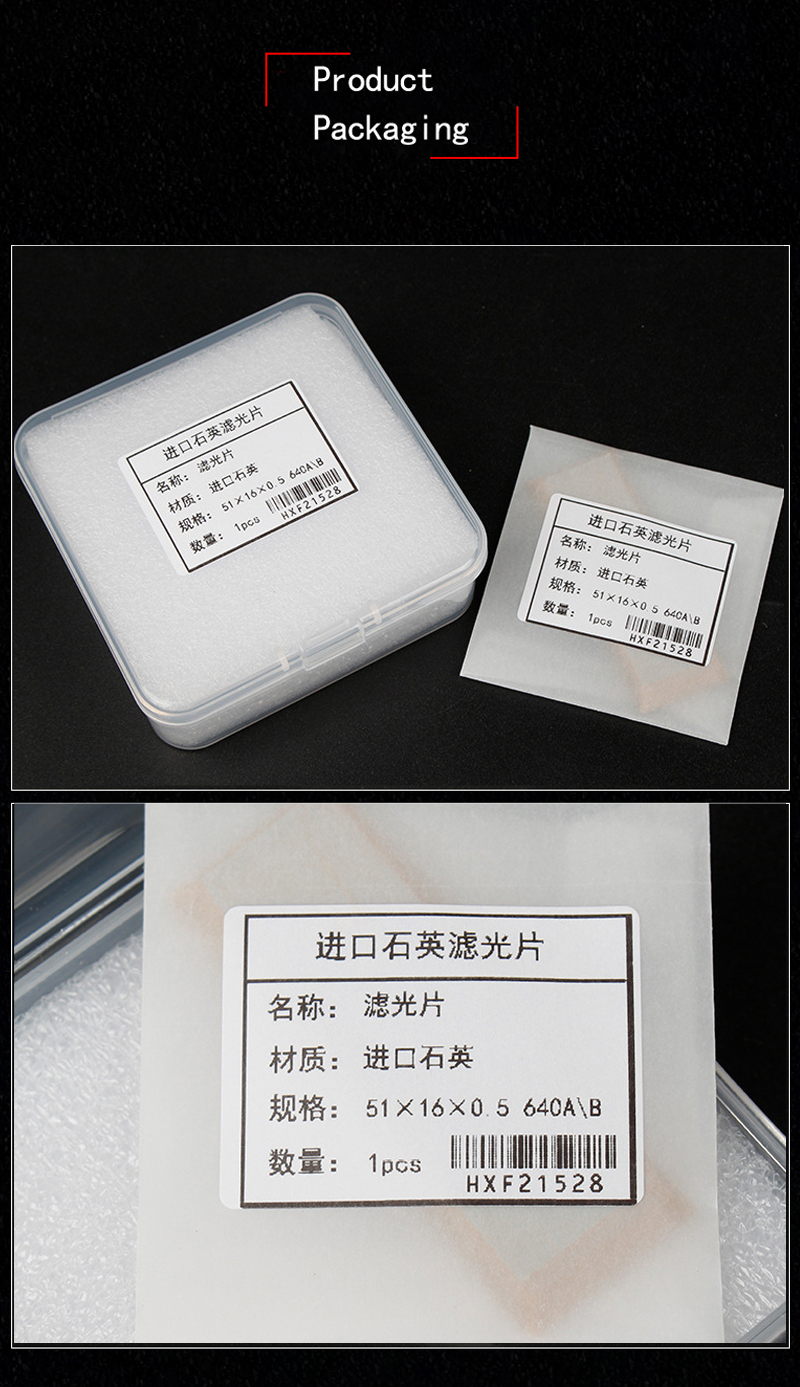 Product
Packaging
进口石英滤光片
名称： 滤光片
材质： 进口石英
规格： 51×16×0.5 640A\B
数量： 1pcs
HXF21528
进口石英滤光片
名称： 滤光片
材质： 进口石英
规格： 51×16×0.5 640A\B
数量： 1pcs
HXF21528
进口石英滤光片
名称： 滤光片
材质： 进口石英
规格： 51×16×0.5 640A\B
数量： 1pcs
HXF21528